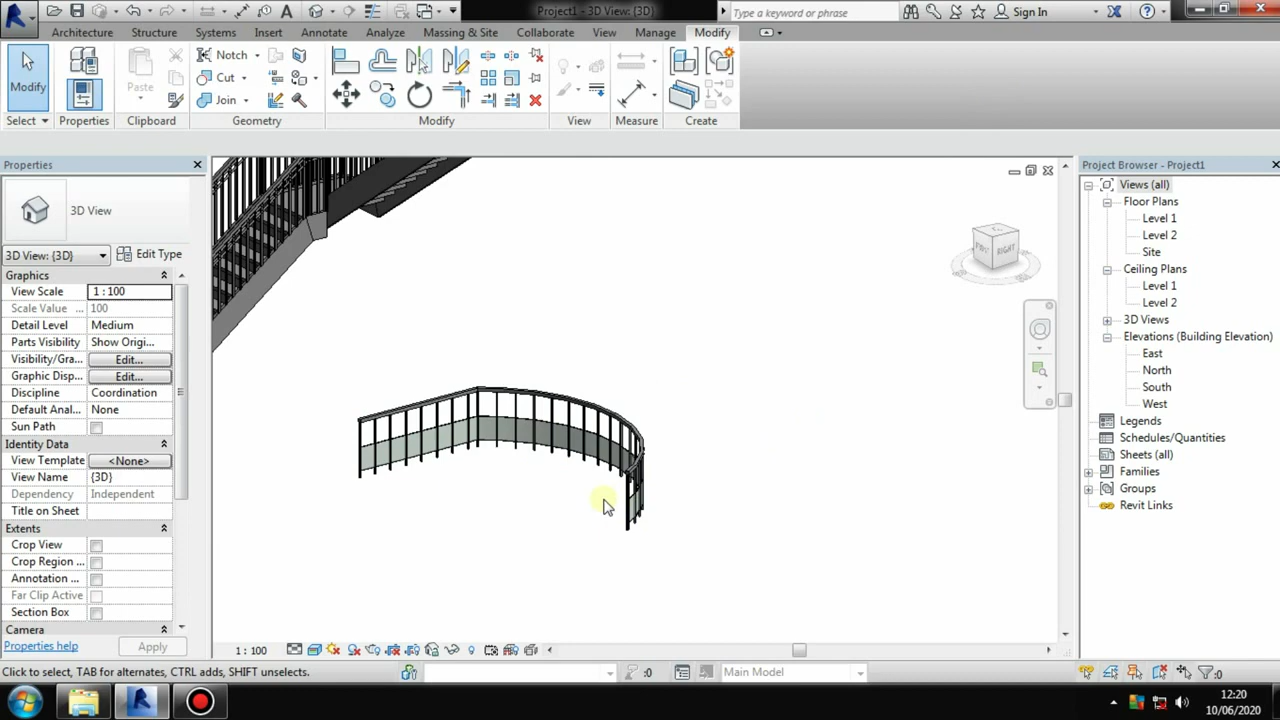 Project1 - 3D View: {3D}
Type a keyword or phrase
Sign In
Architecture Structure Systems Insert Annotate Analyze Massing & Site Collaborate View Manage Modify
Modify
Paste
Notch
Cut
Join
Select Properties Clipboard Geometry Modify View Measure Create
Properties
3D View
3D View: {3D}
Edit Type
Graphics
View Scale 1 : 100
Scale Value ... 100
Detail Level Medium
Parts Visibility Show Origi...
Visibility/Gra... Edit...
Graphic Disp... Edit...
Discipline Coordination
Default Anal... None
Sun Path
Identity Data
View Template <None>
View Name {3D}
Dependency Independent
Title on Sheet
Extents
Crop View
Crop Region ...
Annotation ...
Far Clip Active
Section Box
Camera
Properties help
Apply
RIGHT
1 : 100
Project Browser - Project1
Views (all)
Floor Plans
Level 1
Level 2
Site
Ceiling Plans
Level 1
Level 2
3D Views
Elevations (Building Elevation)
East
North
South
West
Legends
Schedules/Quantities
Sheets (all)
Families
Groups
Revit Links
Click to select, TAB for alternates, CTRL adds, SHIFT unselects.
:0
Main Model
:0
12:20
10/06/2020